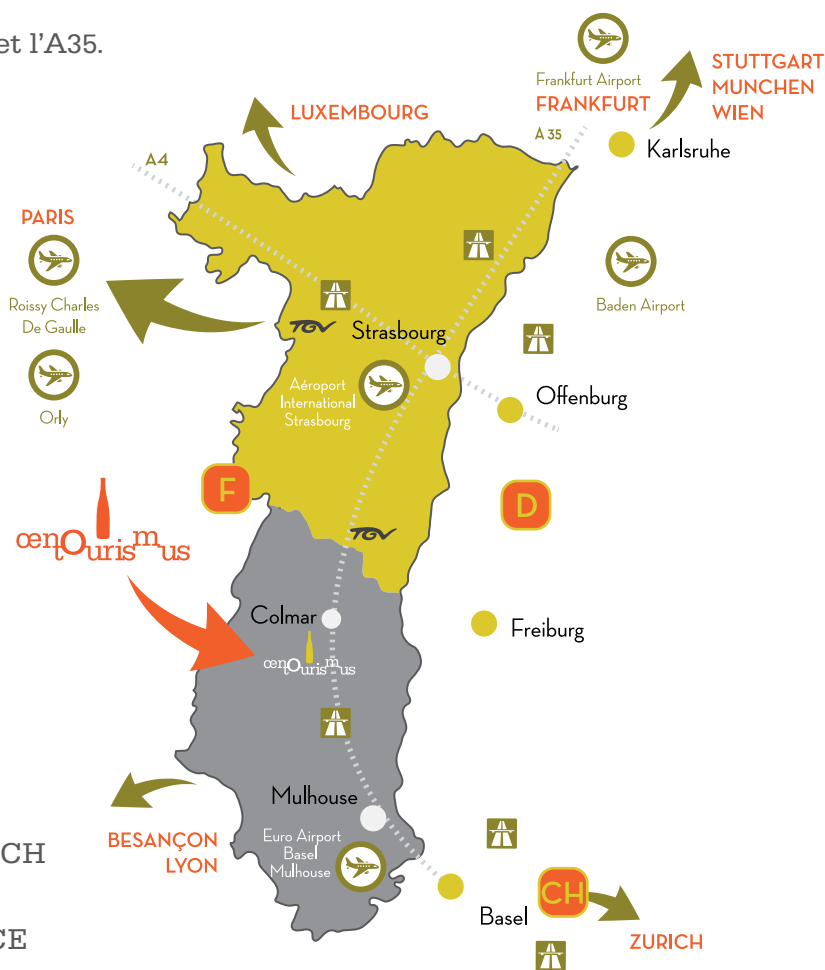 et l'A35.
Frankfurt Airport
FRANKFURT
STUTTGART
MUNCHEN
WIEN
LUXEMBOURG
A 35
Karlsruhe
A4
PARIS
Roissy Charles
De Gaulle
Orly
Baden Airport
TGV
Strasbourg
Aéroport
International
Strasbourg
Offenburg
F
D
œntOurismus
TGV
Colmar
Freiburg
œntOurismus
Mulhouse
Euro Airport
Basel
Mulhouse
BESANÇON
LYON
CH
Basel
CH
CE
ZURICH